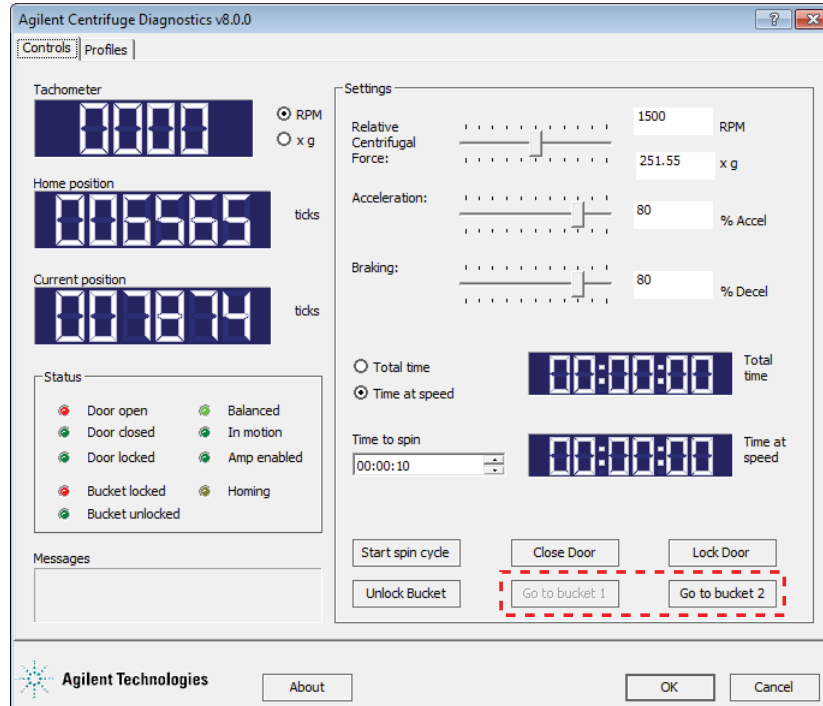 Agilent Centrifuge Diagnostics v8.0.0
Controls
Profiles
Tachometer
0000
RPM
x g
Home position
006565
ticks
Current position
007874
ticks
Status
Door open
Balanced
Door closed
In motion
Door locked
Amp enabled
Bucket locked
Homing
Bucket unlocked
Messages
Settings
Relative
Centrifugal
Force:
1500
RPM
251.55
x g
Acceleration:
80
% Accel
Braking:
80
% Decel
Total time
Time at speed
00:00:00
Total
time
Time to spin
00:00:10
00:00:00
Time at
speed
Start spin cycle
Close Door
Lock Door
Unlock Bucket
Go to bucket 1
Go to bucket 2
Agilent Technologies
About
OK
Cancel